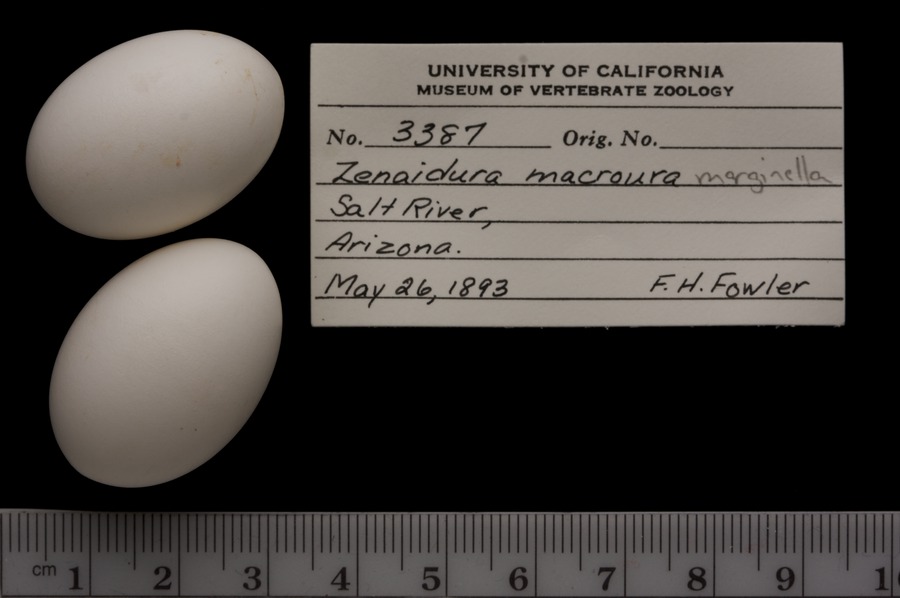 UNIVERSITY OF CALIFORNIA
MUSEUM OF VERTEBRATE ZOOLOGY
No. 3387 Orig. No.
Zenaidura macroura marginella
Salt River,
Arizona.
May 26, 1893 F. H. Fowler
cm 1 2 3 4 5 6 7 8 9 1